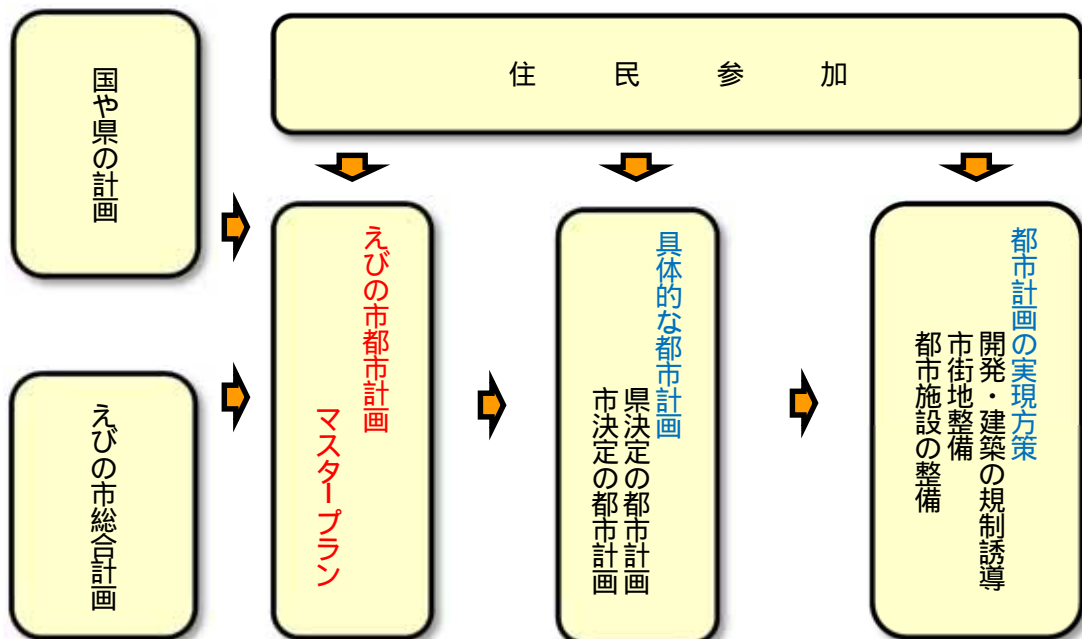 国や県の計画
えびの市総合計画
住民参加
えびの市都市計画
マスタープラン
具体的な都市計画
県決定の都市計画
市決定の都市計画
都市計画の実現方策
開発・建築の規制誘導
市街地整備
都市施設の整備